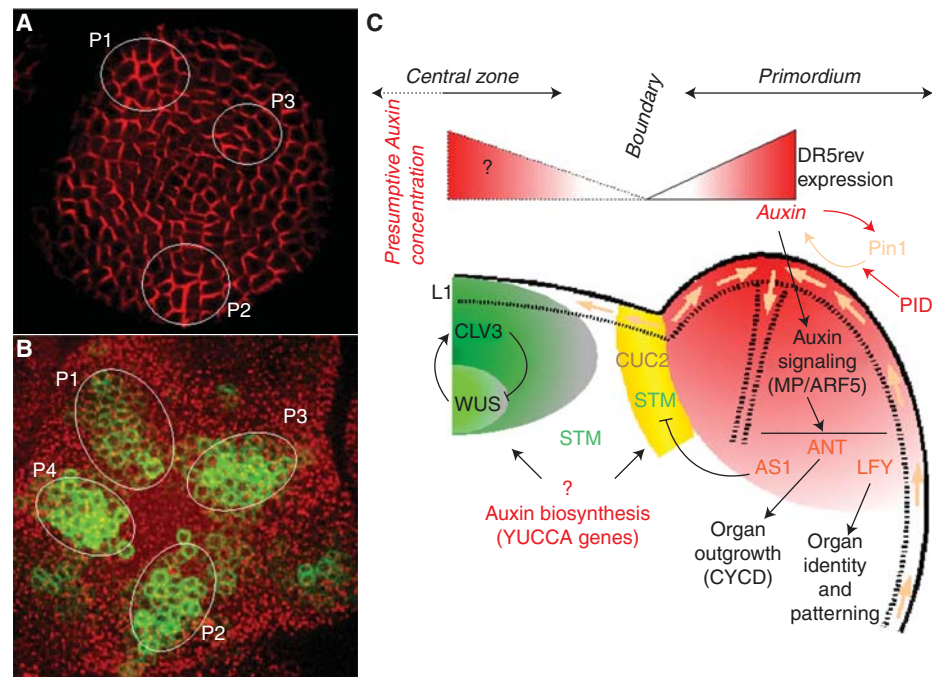 A
P1
P3
P2
B
P1
P3
P4
P2
C
Central zone
Boundary
Primordium
Presumptive Auxin
concentration
?
DR5rev
expression
Auxin
Pin1
PID
L1
CLV3
WUS
CUC2
STM
STM
Auxin
signaling
(MP/ARF5)
ANT
AS1
LFY
?
Auxin biosynthesis
(YUCCA genes)
Organ
outgrowth
(CYCD)
Organ
identity
and
patterning